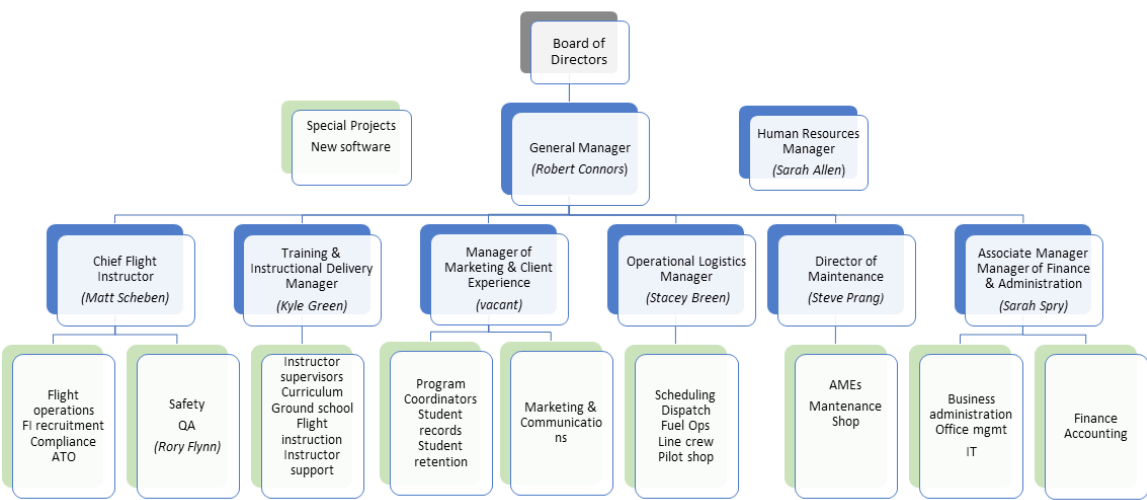 Board of
Directors
Special Projects
New software
General Manager
(Robert Connors)
Human Resources
Manager
(Sarah Allen)
Chief Flight
Instructor
(Matt Scheben)
Training &
Instructional Delivery
Manager
(Kyle Green)
Manager of
Marketing & Client
Experience
(vacant)
Operational Logistics
Manager
(Stacey Breen)
Director of
Maintenance
(Steve Prang)
Associate Manager
Manager of Finance
& Administration
(Sarah Spry)
Flight
operations
FI recruitment
Compliance
ATO
Safety
QA
(Rory Flynn)
Instructor
supervisors
Curriculum
Ground school
Flight
instruction
Instructor
support
Program
Coordinators
Student
records
Student
retention
Marketing &
Communicatio
ns
Scheduling
Dispatch
Fuel Ops
Line crew
Pilot shop
AMEs
Mantenance
Shop
Business
administration
Office mgmt
IT
Finance
Accounting